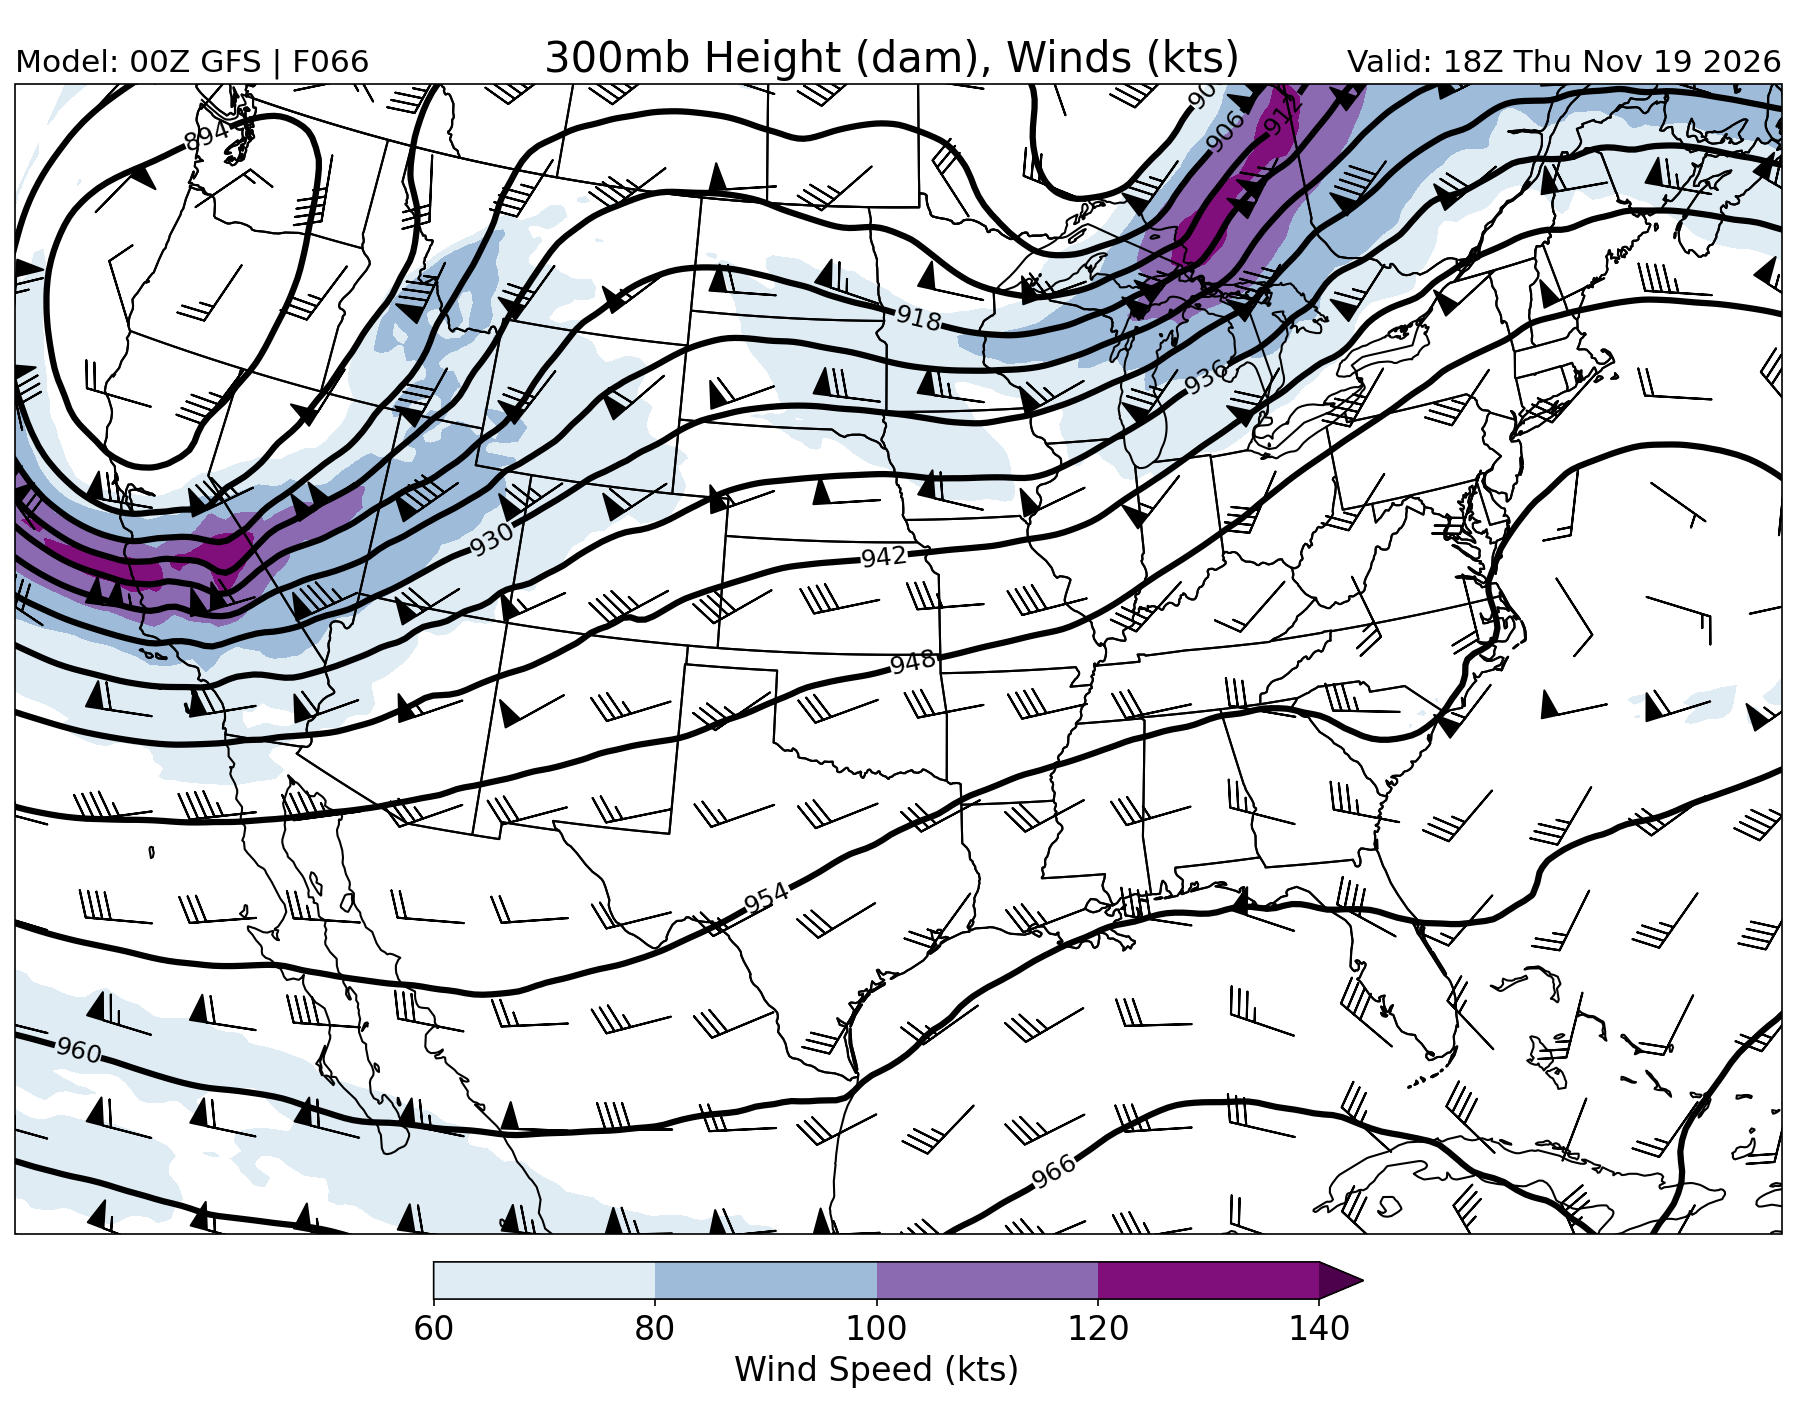 Model: 00Z GFS | F066
300mb Height (dam), Winds (kts)
Valid: 18Z Thu Nov 19 2026
894
906
912
918
936
930
942
948
954
960
966
60 80 100 120 140
Wind Speed (kts)